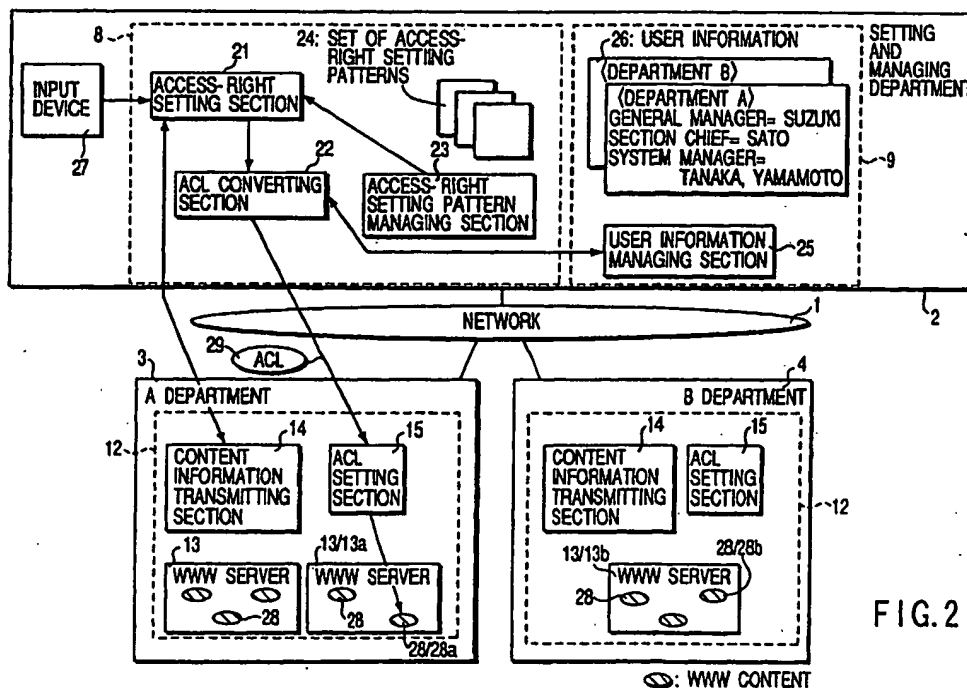 8
21
24: SET OF ACCESS-
RIGHT SETTING
PATTERNS
26: USER INFORMATION
SETTING
AND
MANAGING
DEPARTMENT
INPUT
DEVICE
27
ACCESS-RIGHT
SETTING SECTION
⟨DEPARTMENT B⟩
⟨DEPARTMENT A⟩
GENERAL MANAGER= SUZUKI
SECTION CHIEF= SATO
SYSTEM MANAGER=
TANAKA, YAMAMOTO
9
22
ACL CONVERTING
SECTION
23
ACCESS-RIGHT
SETTING PATTERN
MANAGING SECTION
USER INFORMATION
MANAGING SECTION
25
2
NETWORK
1
29
ACL
3
A DEPARTMENT
4
B DEPARTMENT
12
14
CONTENT
INFORMATION
TRANSMITTING
SECTION
15
ACL
SETTING
SECTION
14
CONTENT
INFORMATION
TRANSMITTING
SECTION
15
ACL
SETTING
SECTION
12
13
WWW SERVER
28
13/13a
WWW SERVER
28
28/28a
13/13b
WWW SERVER
28
28/28b
FIG. 2
: WWW CONTENT